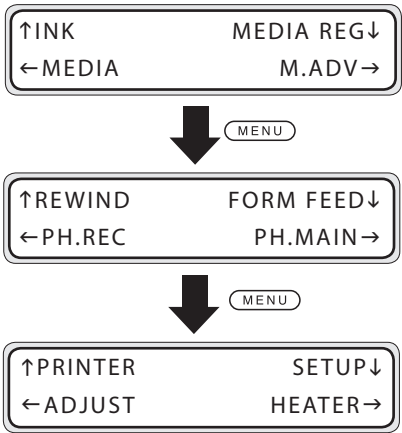 ↑INK MEDIA REG↓
←MEDIA M.ADV→
MENU
↑REWIND FORM FEED↓
←PH.REC PH.MAIN→
MENU
↑PRINTER SETUP↓
←ADJUST HEATER→